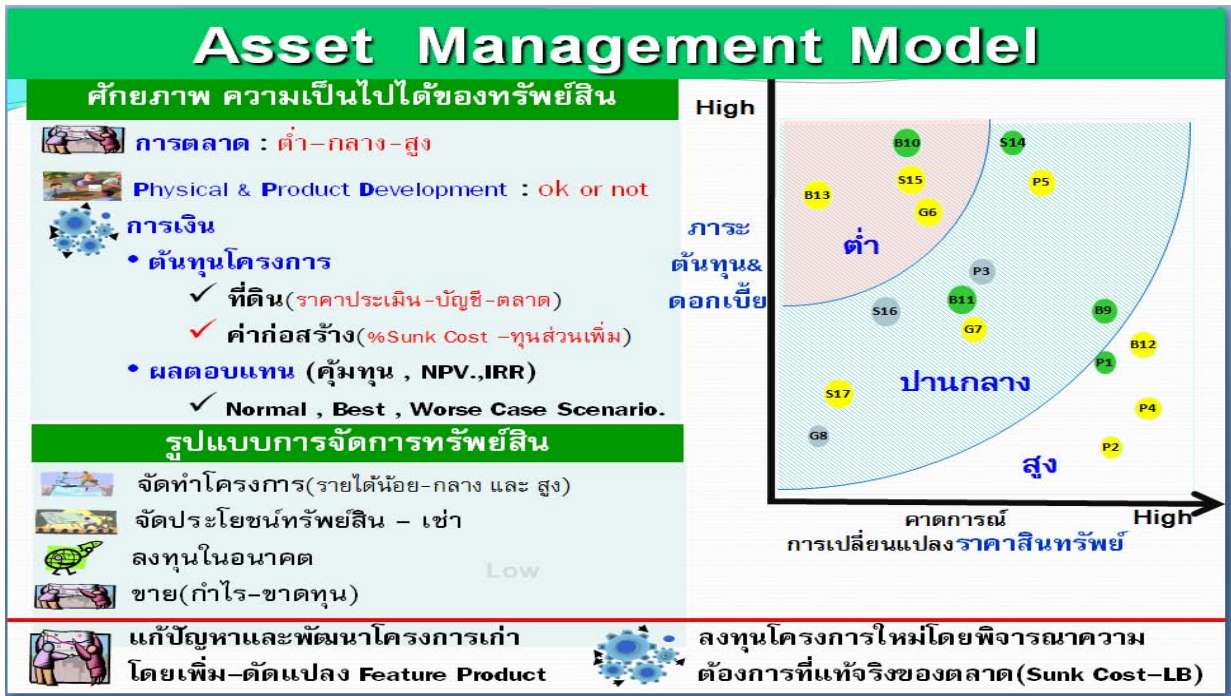 Asset Management Model
ศักยภาพ ความเป็นไปได้ของทรัพย์สิน
การตลาด : ต่ำ–กลาง–สูง
Physical & Product Development : ok or not
การเงิน
• ต้นทุนโครงการ
✓ ที่ดิน(ราคาประเมิน-บัญชี-ตลาด)
✓ ค่าก่อสร้าง(%Sunk Cost –ทุนส่วนเพิ่ม)
• ผลตอบแทน (คุ้มทุน , NPV.,IRR)
✓ Normal , Best , Worse Case Scenario.
รูปแบบการจัดการทรัพย์สิน
จัดทำโครงการ(รายได้น้อย-กลาง และ สูง)
จัดประโยชน์ทรัพย์สิน – เช่า
ลงทุนในอนาคต
Low
ขาย(กำไร–ขาดทุน)
High
ภาระ
ต้นทุน&
ดอกเบี้ย
B10
S14
S15
P5
B13
G6
ต่ำ
P3
B11
S16
B9
G7
B12
P1
ปานกลาง
S17
P4
G8
P2
สูง
คาดการณ์
High
การเปลี่ยนแปลงราคาสินทรัพย์
แก้ปัญหาและพัฒนาโครงการเก่า
โดยเพิ่ม–ดัดแปลง Feature Product
ลงทุนโครงการใหม่โดยพิจารณาความ
ต้องการที่แท้จริงของตลาด(Sunk Cost–LB)